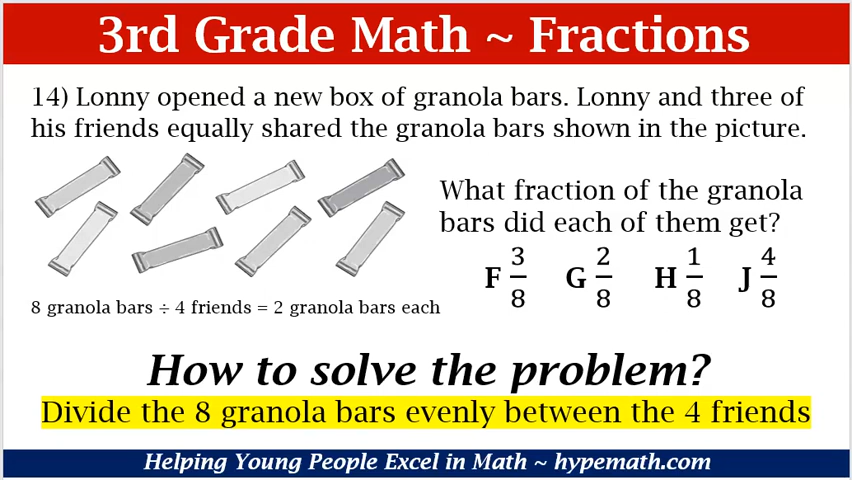 3rd Grade Math ~ Fractions
14) Lonny opened a new box of granola bars. Lonny and three of
his friends equally shared the granola bars shown in the picture.
What fraction of the granola
bars did each of them get?
F 3/8 G 2/8 H 1/8 J 4/8
8 granola bars ÷ 4 friends = 2 granola bars each
How to solve the problem?
Divide the 8 granola bars evenly between the 4 friends
Helping Young People Excel in Math ~ hypemath.com